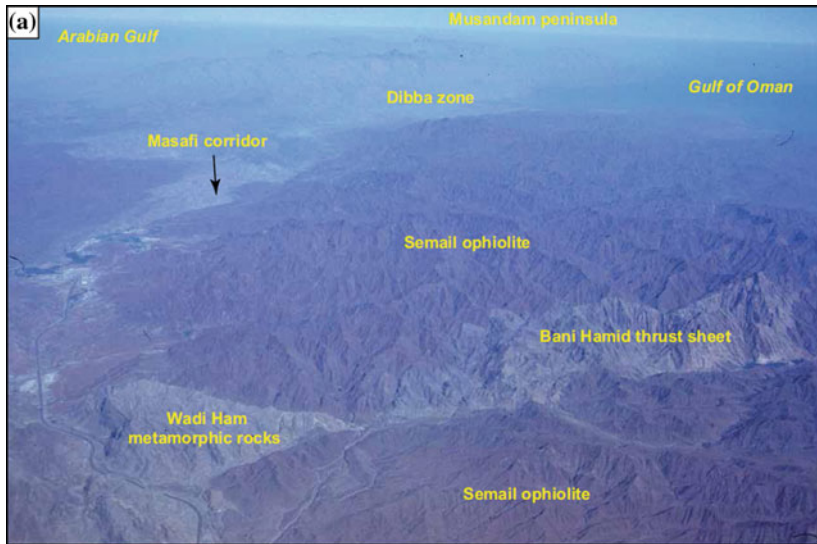 (a)
Musandam peninsula
Arabian Gulf
Gulf of Oman
Dibba zone
Masafi corridor
Semail ophiolite
Bani Hamid thrust sheet
Wadi Ham
metamorphic rocks
Semail ophiolite